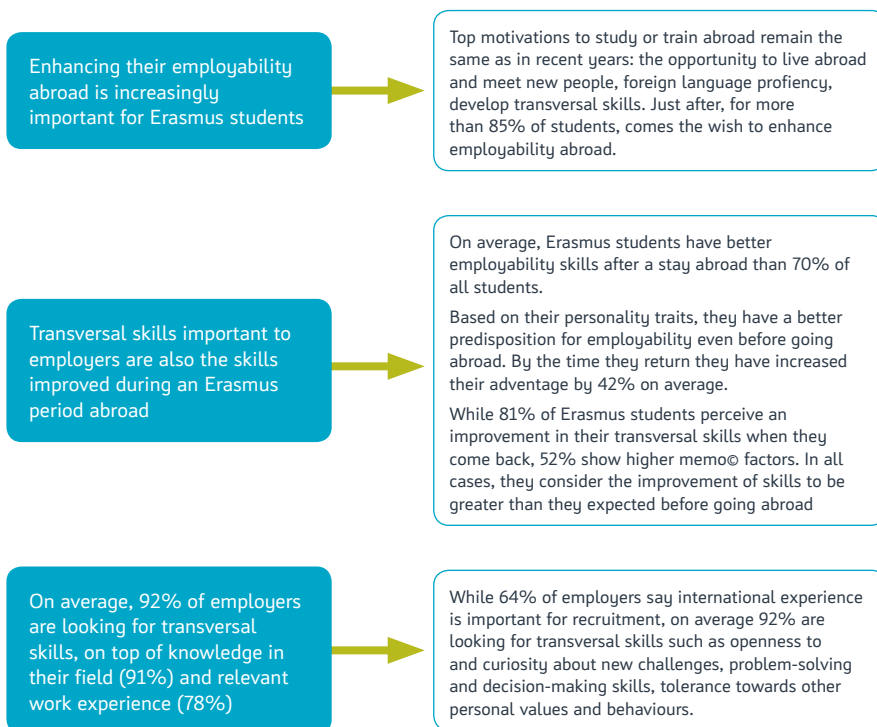 Enhancing their employability
abroad is increasingly
important for Erasmus students
Top motivations to study or train abroad remain the
same as in recent years: the opportunity to live abroad
and meet new people, foreign language profiency,
develop transversal skills. Just after, for more
than 85% of students, comes the wish to enhance
employability abroad.
Transversal skills important to
employers are also the skills
improved during an Erasmus
period abroad
On average, Erasmus students have better
employability skills after a stay abroad than 70% of
all students.
Based on their personality traits, they have a better
predisposition for employability even before going
abroad. By the time they return they have increased
their advantage by 42% on average.
While 81% of Erasmus students perceive an
improvement in their transversal skills when they
come back, 52% show higher memo© factors. In all
cases, they consider the improvement of skills to be
greater than they expected before going abroad
On average, 92% of employers
are looking for transversal
skills, on top of knowledge in
their field (91%) and relevant
work experience (78%)
While 64% of employers say international experience
is important for recruitment, on average 92% are
looking for transversal skills such as openness to
and curiosity about new challenges, problem-solving
and decision-making skills, tolerance towards other
personal values and behaviours.